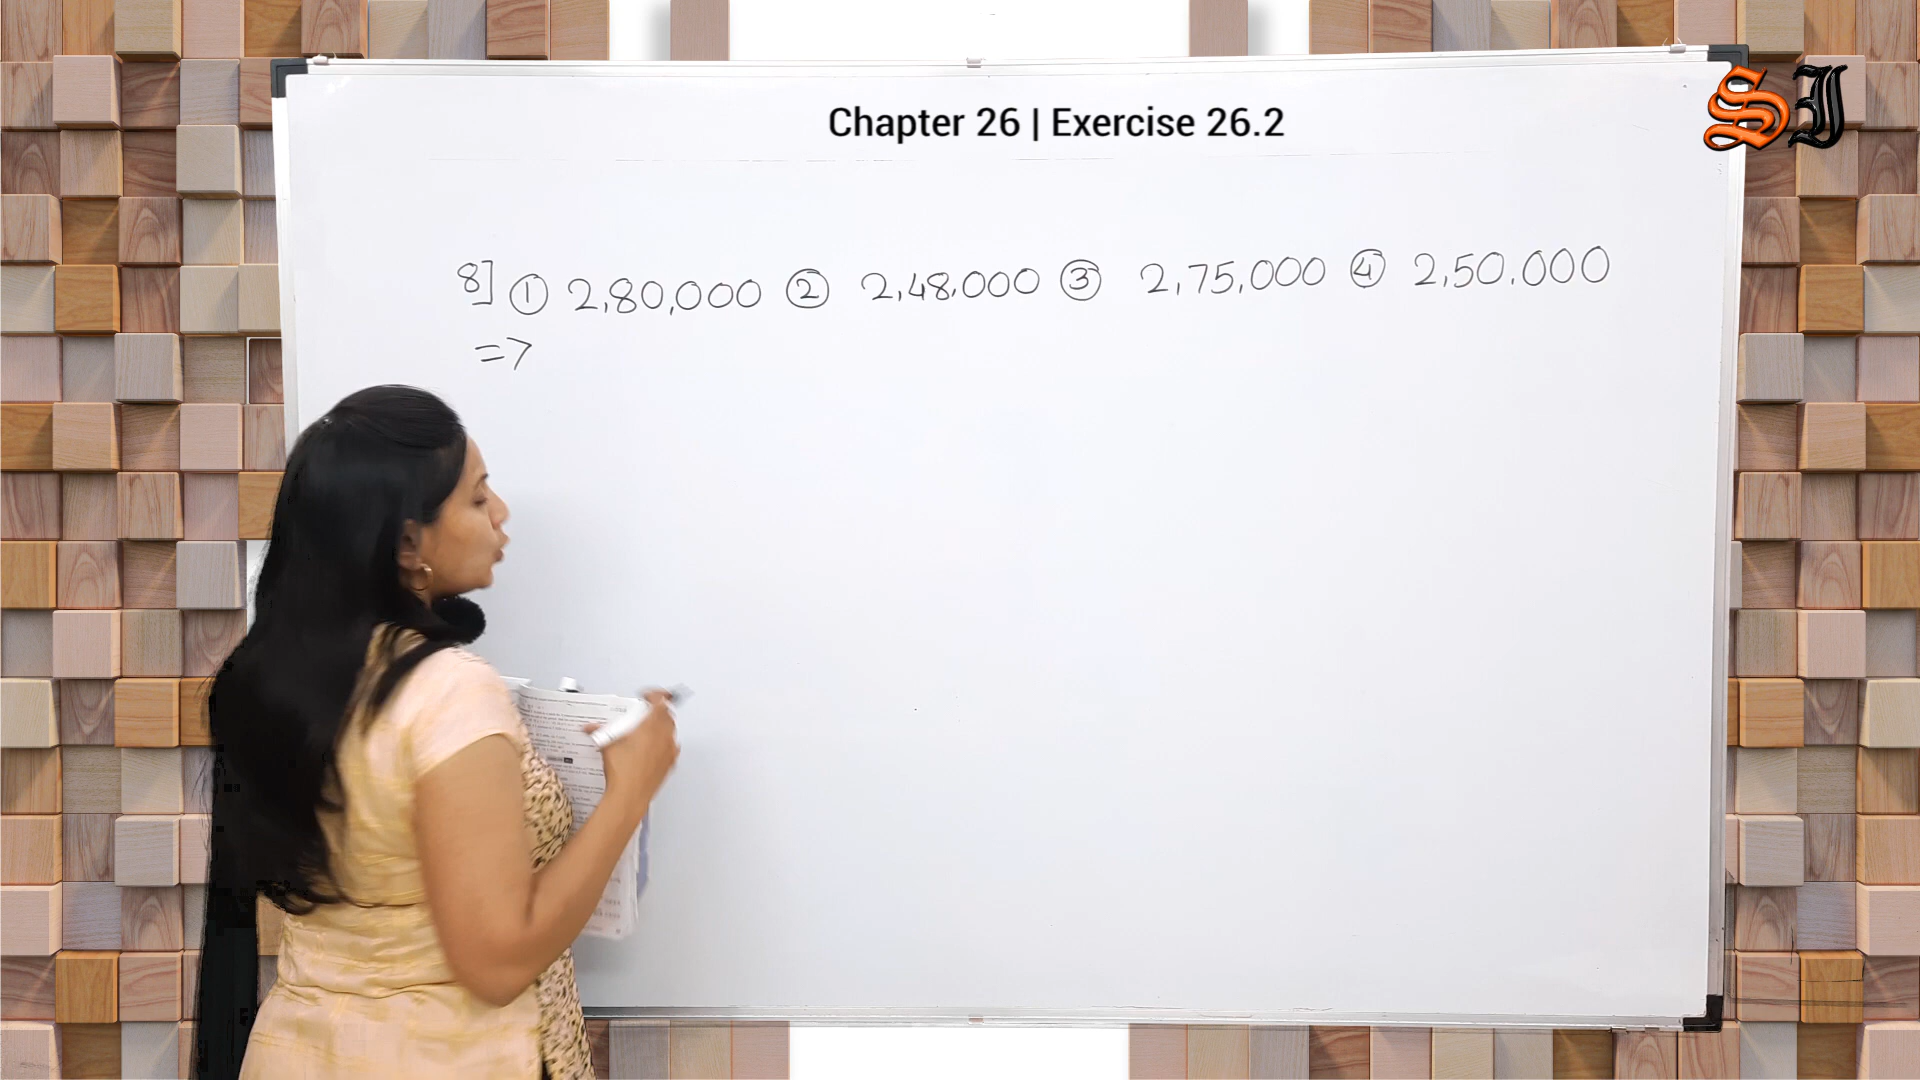 Chapter 26 | Exercise 26.2
SJ
8] ① 2,80,000 ② 2,48,000 ③ 2,75,000 ④ 2,50.000
=>